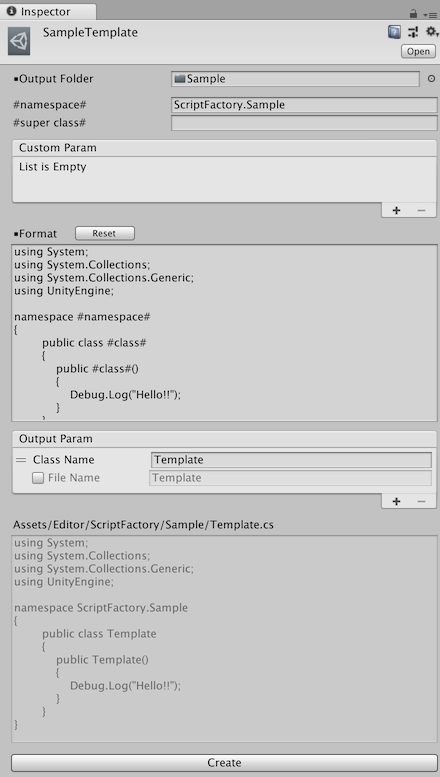 Inspector
SampleTemplate
Open
▪Output Folder Sample
#namespace# ScriptFactory.Sample
#super class#
Custom Param
List is Empty
+ −
▪Format Reset
using System;
using System.Collections;
using System.Collections.Generic;
using UnityEngine;
namespace #namespace#
{
public class #class#
{
public #class#()
{
Debug.Log("Hello!!");
}
}
Output Param
Class Name Template
File Name Template
+ −
Assets/Editor/ScriptFactory/Sample/Template.cs
using System;
using System.Collections;
using System.Collections.Generic;
using UnityEngine;
namespace ScriptFactory.Sample
{
public class Template
{
public Template()
{
Debug.Log("Hello!!");
}
}
}
Create